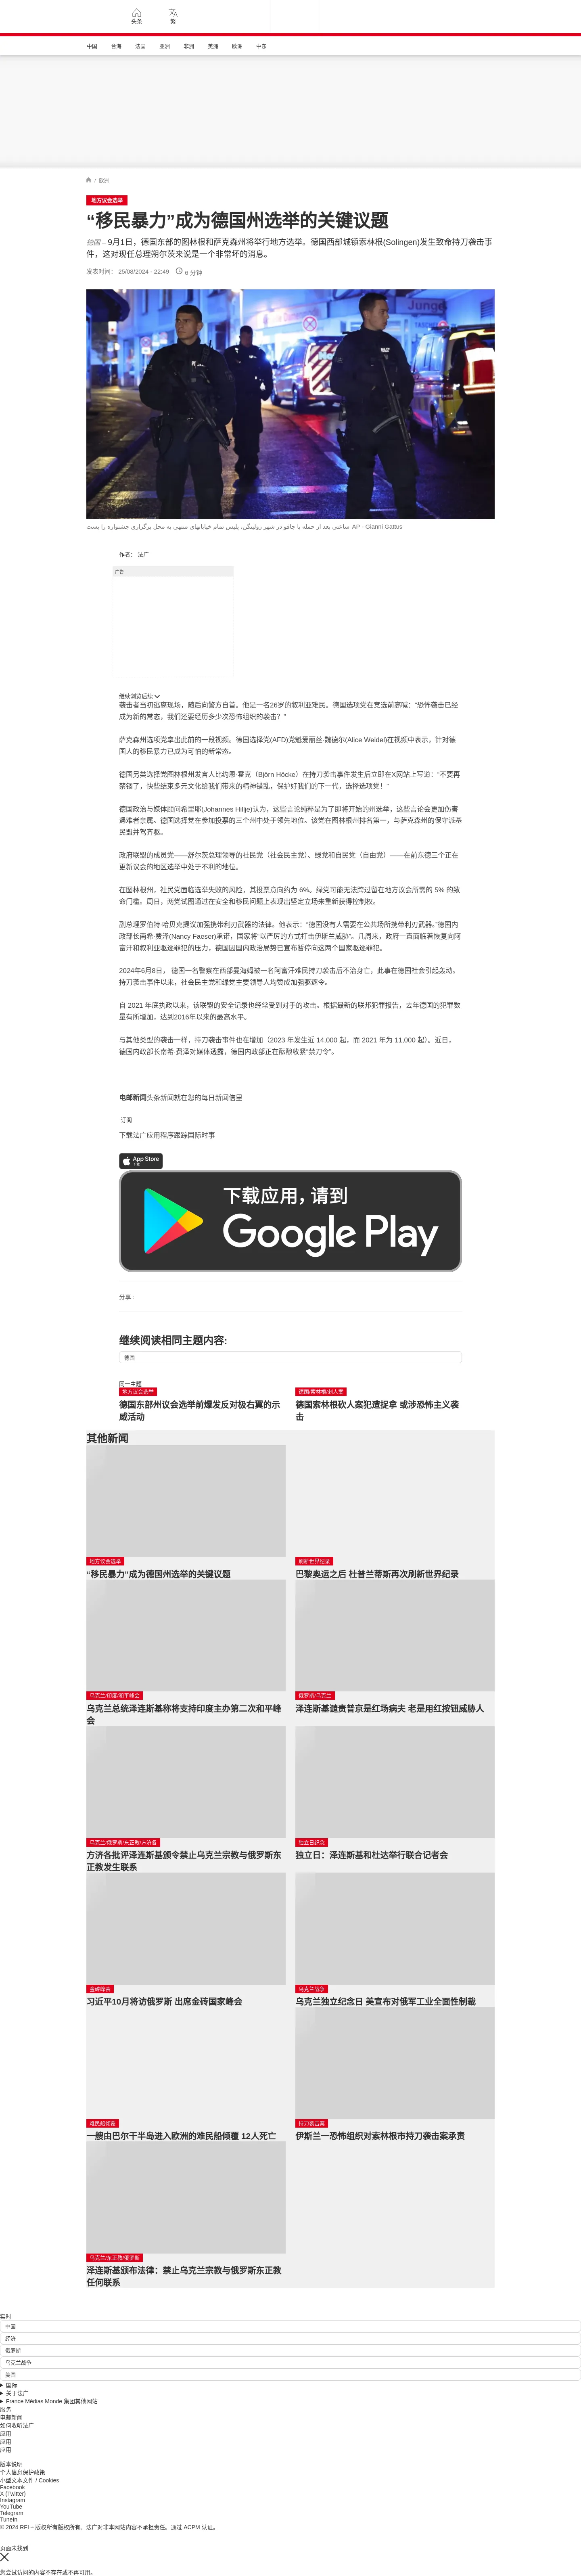 头条
繁
中国
台海
法国
亚洲
非洲
美洲
欧洲
中东
/ 欧洲
地方议会选举
“移民暴力”成为德国州选举的关键议题
德国 – 9月1日，德国东部的图林根和萨克森州将举行地方选举。德国西部城镇索林根(Solingen)发生致命持刀袭击事
件，这对现任总理朔尔茨来说是一个非常坏的消息。
发表时间： 25/08/2024 - 22:49
6 分钟
ساعتی بعد از حمله با چاقو در شهر زولینگن، پلیس تمام خیابانهای منتهی به محل برگزاری جشنواره را بست AP - Gianni Gattus
作者： 法广
广告
继续浏览后续
袭击者当初逃离现场，随后向警方自首。他是一名26岁的叙利亚难民。德国选项党在竞选前高喊：“恐怖袭击已经
成为新的常态，我们还要经历多少次恐怖组织的袭击？”
萨克森州选项党拿出此前的一段视频。德国选择党(AFD)党魁爱丽丝·魏德尔(Alice Weidel)在视频中表示，针对德
国人的移民暴力已成为可怕的新常态。
德国另类选择党图林根州发言人比约恩·霍克（Björn Höcke）在持刀袭击事件发生后立即在X网站上写道：“不要再
禁锢了，快些结束多元文化给我们带来的精神错乱，保护好我们的下一代，选择选项党！”
德国政治与媒体顾问希里耶(Johannes Hillje)认为，这些言论纯粹是为了即将开始的州选举，这些言论会更加伤害
遇难者亲属。德国选择党在参加投票的三个州中处于领先地位。该党在图林根州排名第一，与萨克森州的保守派基
民盟并驾齐驱。
政府联盟的成员党——舒尔茨总理领导的社民党（社会民主党）、绿党和自民党（自由党）——在前东德三个正在
更新议会的地区选举中处于不利的地位。
在图林根州，社民党面临选举失败的风险，其投票意向约为 6%。绿党可能无法跨过留在地方议会所需的 5% 的致
命门槛。周日，两党试图通过在安全和移民问题上表现出坚定立场来重新获得控制权。
副总理罗伯特·哈贝克提议加强携带利刃武器的法律。他表示：“德国没有人需要在公共场所携带利刃武器。”德国内
政部长南希·费泽(Nancy Faeser)承诺，国家将“以严厉的方式打击伊斯兰威胁”。几周来，政府一直面临着恢复向阿
富汗和叙利亚驱逐罪犯的压力，德国因国内政治局势已宣布暂停向这两个国家驱逐罪犯。
2024年6月8日， 德国一名警察在西部曼海姆被一名阿富汗难民持刀袭击后不治身亡，此事在德国社会引起轰动。
持刀袭击事件以来，社会民主党和绿党主要领导人均赞成加强驱逐令。
自 2021 年底执政以来，该联盟的安全记录也经常受到对手的攻击。根据最新的联邦犯罪报告，去年德国的犯罪数
量有所增加，达到2016年以来的最高水平。
与其他类型的袭击一样，持刀袭击事件也在增加（2023 年发生近 14,000 起，而 2021 年为 11,000 起）。近日，
德国内政部长南希·费泽对媒体透露，德国内政部正在酝酿收紧“禁刀令”。
电邮新闻头条新闻就在您的每日新闻信里
订阅
下载法广应用程序跟踪国际时事
App Store
下载
下载应用，请到
Google Play
分享 :
继续阅读相同主题内容:
德国
同一主题
地方议会选举
德国东部州议会选举前爆发反对极右翼的示
威活动
德国/索林根/刺人案
德国索林根砍人案犯遭捉拿 或涉恐怖主义袭
击
其他新闻
地方议会选举
“移民暴力”成为德国州选举的关键议题
刷新世界纪录
巴黎奥运之后 杜普兰蒂斯再次刷新世界纪录
乌克兰/印度/和平峰会
乌克兰总统泽连斯基称将支持印度主办第二次和平峰
会
俄罗斯/乌克兰
泽连斯基谴责普京是红场病夫 老是用红按钮威胁人
乌克兰/俄罗斯/东正教/方济各
方济各批评泽连斯基颁令禁止乌克兰宗教与俄罗斯东
正教发生联系
独立日纪念
独立日：泽连斯基和杜达举行联合记者会
金砖峰会
习近平10月将访俄罗斯 出席金砖国家峰会
乌克兰战争
乌克兰独立纪念日 美宣布对俄军工业全面性制裁
难民船倾覆
一艘由巴尔干半岛进入欧洲的难民船倾覆 12人死亡
持刀袭击案
伊斯兰一恐怖组织对索林根市持刀袭击案承责
乌克兰/东正教/俄罗斯
泽连斯基颁布法律：禁止乌克兰宗教与俄罗斯东正教
任何联系
实时
中国
经济
俄罗斯
乌克兰战争
美国
国际
关于法广
France Médias Monde 集团其他网站
服务
电邮新闻
如何收听法广
应用
应用
应用
版本说明
个人信息保护政策
小型文本文件 / Cookies
Facebook
X (Twitter)
Instagram
YouTube
Telegram
TuneIn
© 2024 RFI – 版权所有版权所有。法广对非本网站内容不承担责任。通过 ACPM 认证。
页面未找到
您尝试访问的内容不存在或不再可用。